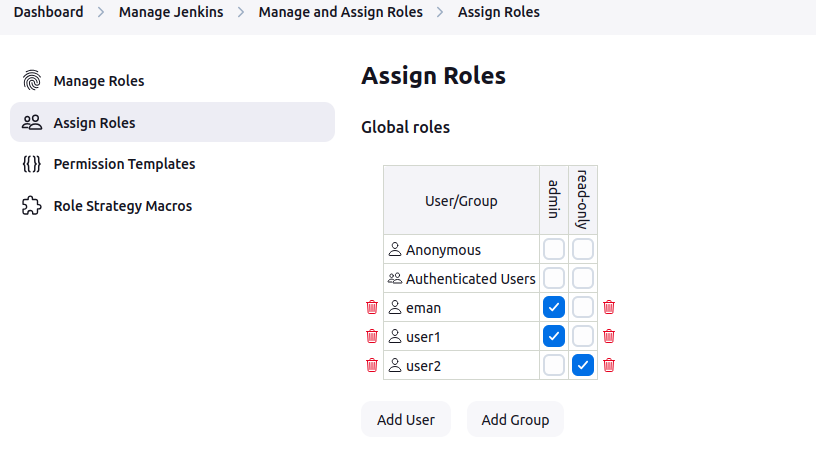 Dashboard > Manage Jenkins > Manage and Assign Roles > Assign Roles
Manage Roles
Assign Roles
Permission Templates
Role Strategy Macros
Assign Roles
Global roles
User/Group admin read-only
Anonymous
Authenticated Users
eman
user1
user2
Add User Add Group